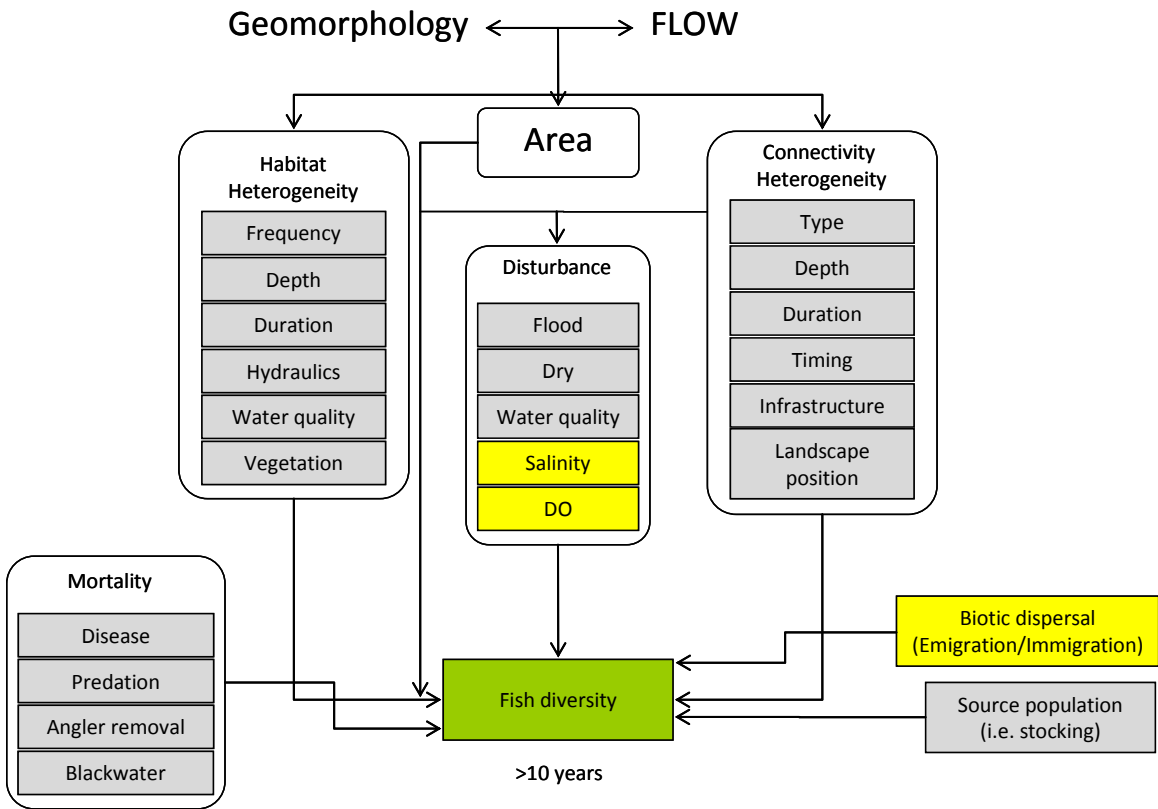 Geomorphology FLOW
Area
Habitat
Heterogeneity
Frequency
Depth
Duration
Hydraulics
Water quality
Vegetation
Disturbance
Flood
Dry
Water quality
Salinity
DO
Connectivity
Heterogeneity
Type
Depth
Duration
Timing
Infrastructure
Landscape
position
Mortality
Disease
Predation
Angler removal
Blackwater
Fish diversity
>10 years
Biotic dispersal
(Emigration/Immigration)
Source population
(i.e. stocking)